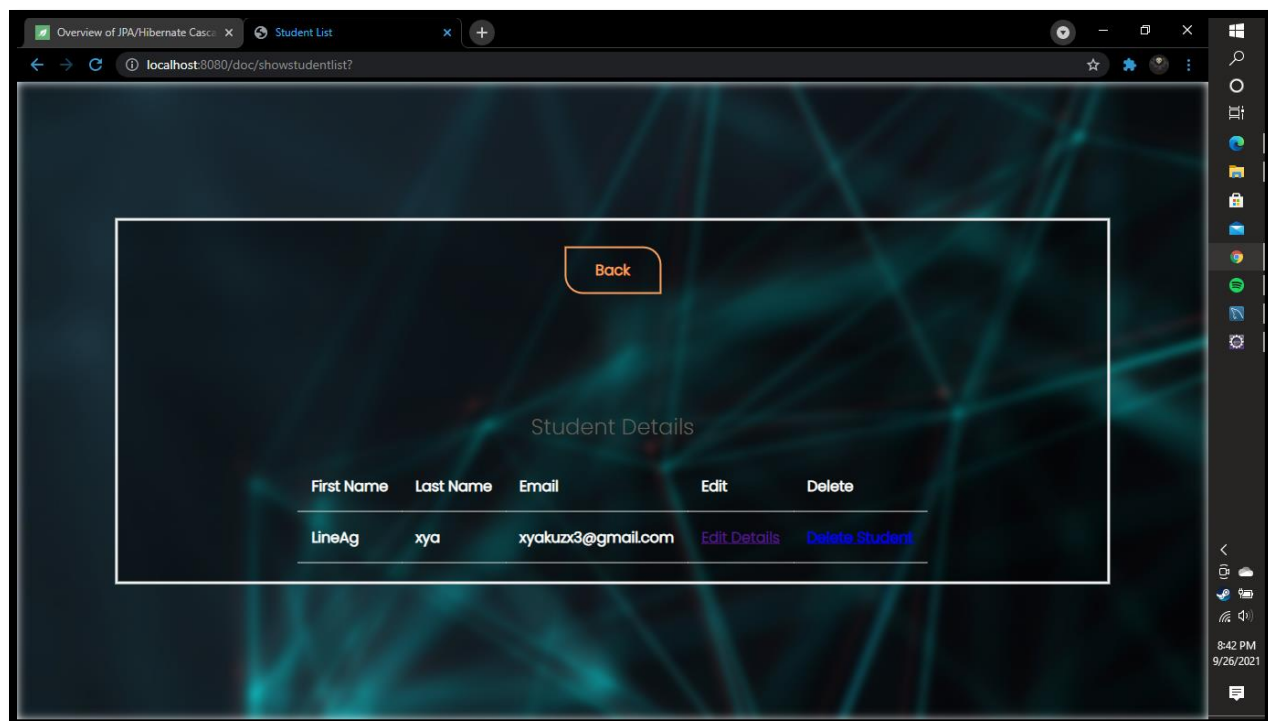 Overview of JPA/Hibernate Casca
Student List
localhost:8080/doc/showstudentlist?
Back
Student Details
First Name Last Name Email Edit Delete
LineAg xya xyakuzx3@gmail.com Edit Details Delete Student
8:42 PM
9/26/2021